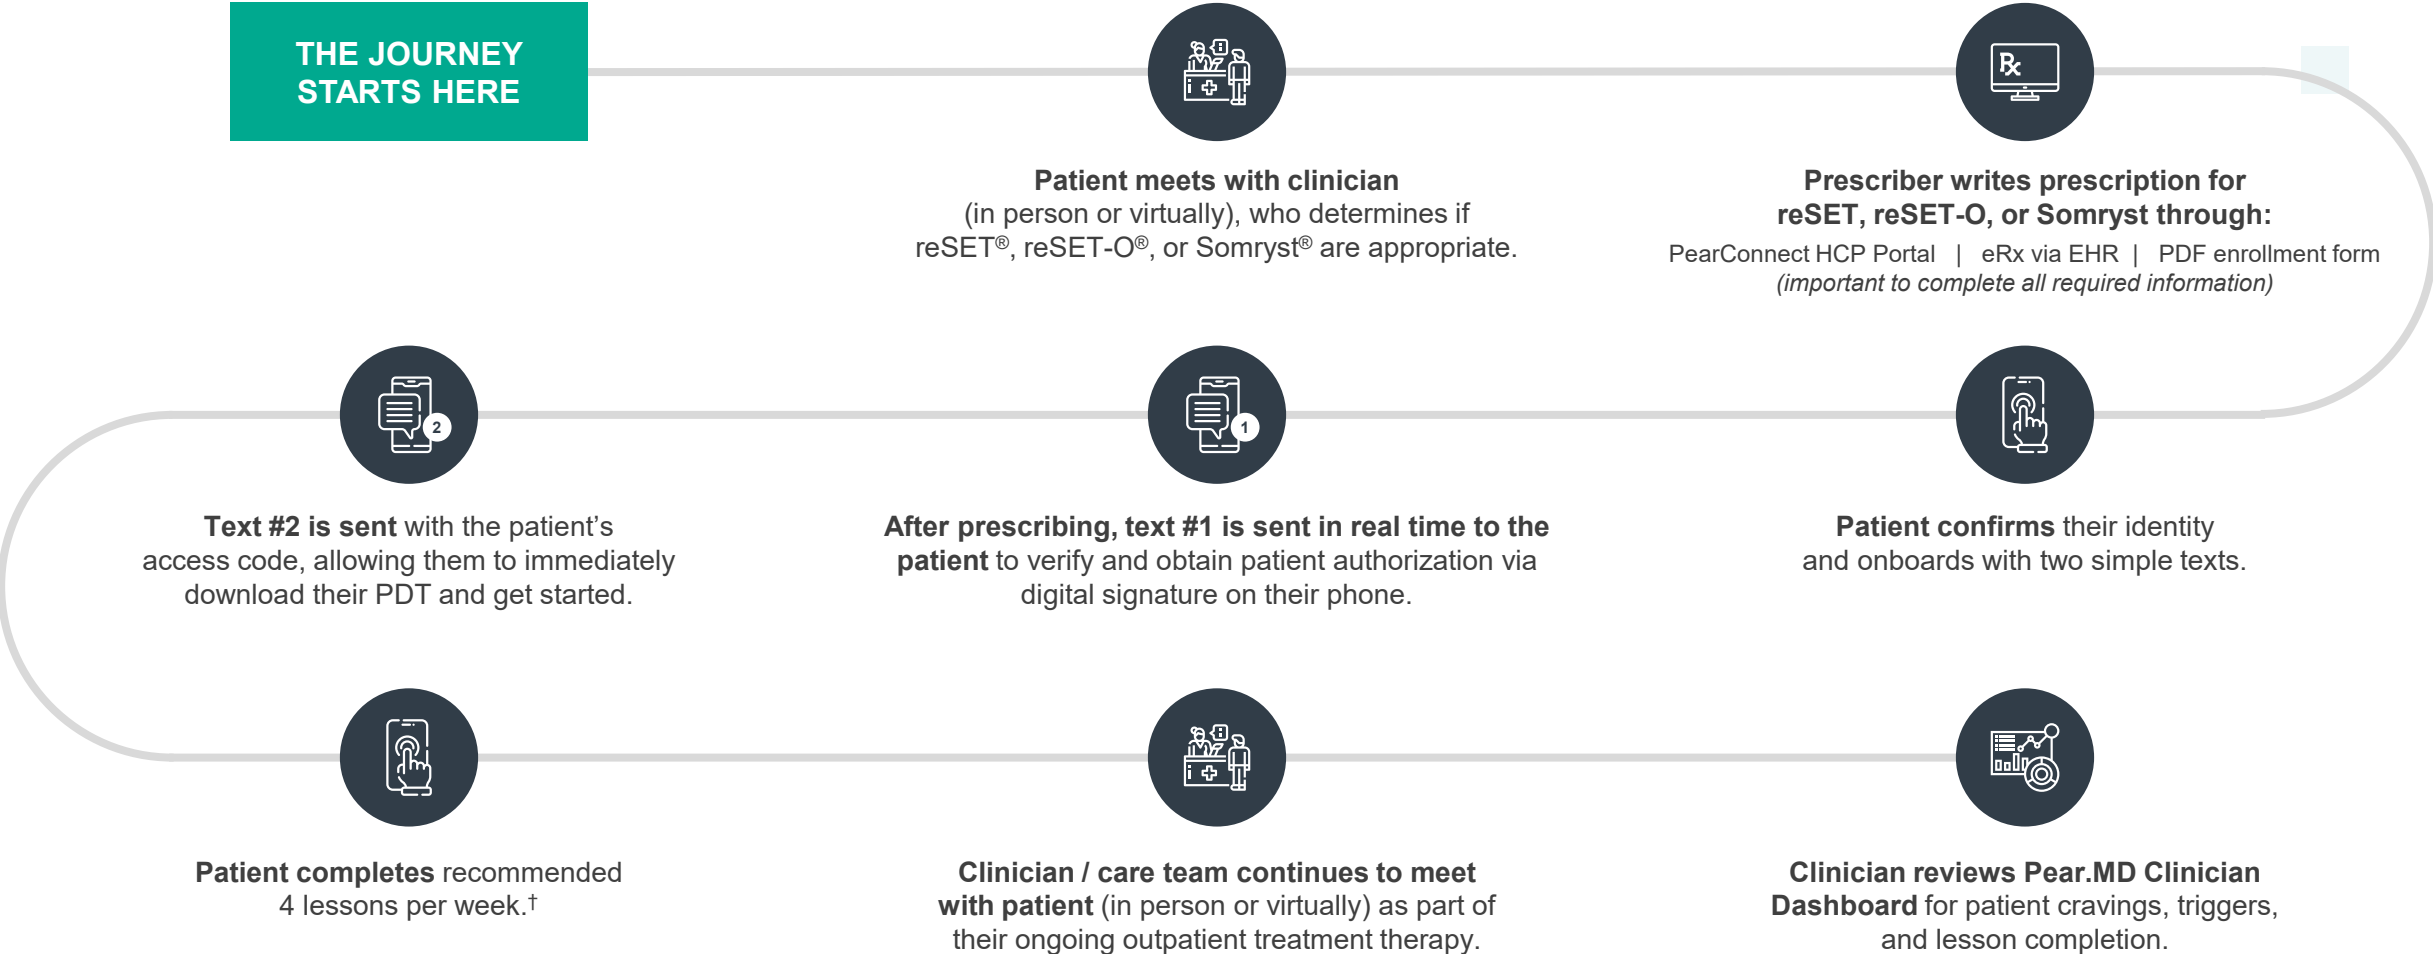 THE JOURNEY
STARTS HERE
Patient meets with clinician
(in person or virtually), who determines if
reSET®, reSET-O®, or Somryst® are appropriate.
Rx
Prescriber writes prescription for
reSET, reSET-O, or Somryst through:
PearConnect HCP Portal | eRx via EHR | PDF enrollment form
(important to complete all required information)
Patient confirms their identity
and onboards with two simple texts.
1
After prescribing, text #1 is sent in real time to the
patient to verify and obtain patient authorization via
digital signature on their phone.
2
Text #2 is sent with the patient’s
access code, allowing them to immediately
download their PDT and get started.
Patient completes recommended
4 lessons per week.†
Clinician / care team continues to meet
with patient (in person or virtually) as part of
their ongoing outpatient treatment therapy.
Clinician reviews Pear.MD Clinician
Dashboard for patient cravings, triggers,
and lesson completion.